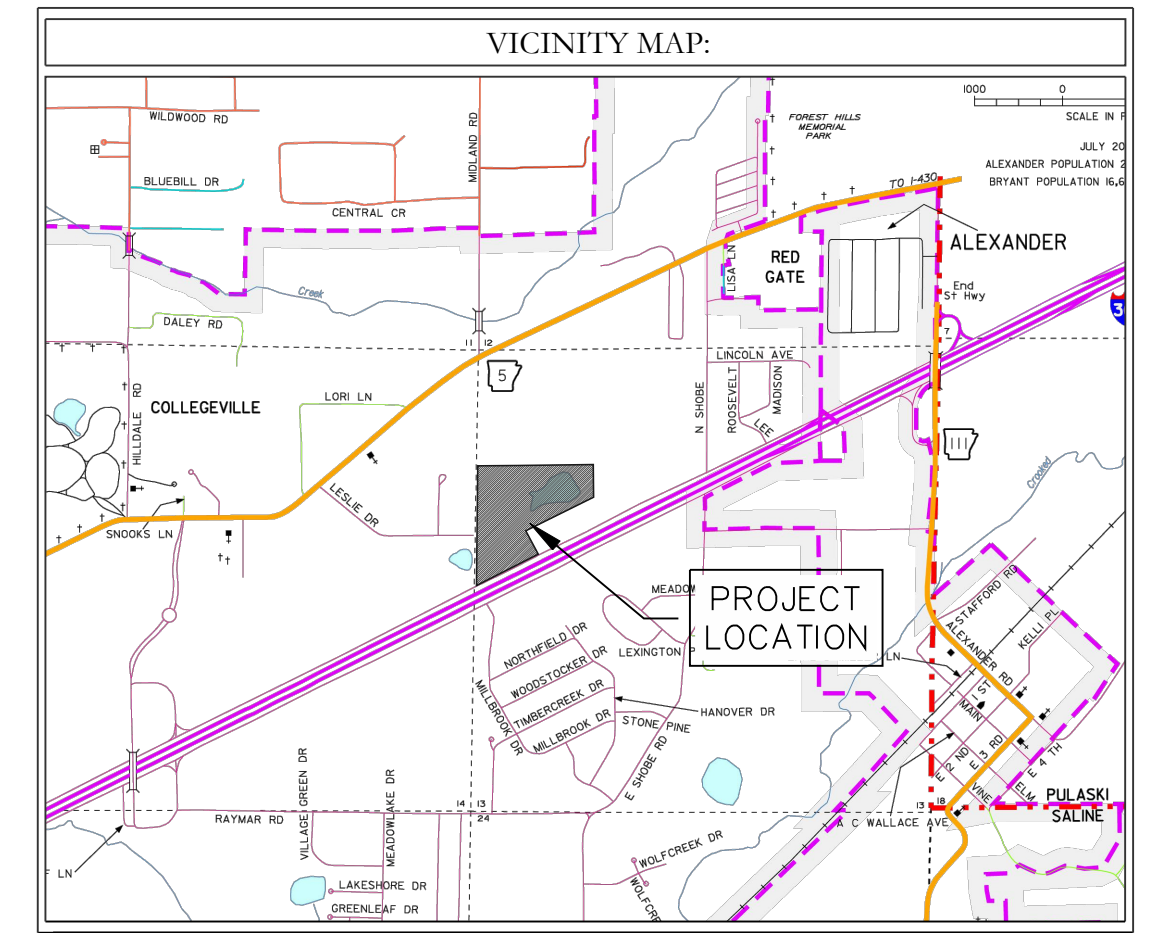 VICINITY MAP:
WILDWOOD RD
BLUEBILL DR
CENTRAL CR
MIDLAND RD
FOREST HILLS
MEMORIAL
PARK
1000
0
SCALE IN F
JULY 20
ALEXANDER POPULATION 2
BRYANT POPULATION 16,6
TO I-430
ALEXANDER
LISA LN
RED
GATE
End
St Hwy
3
7
Creek
DALEY RD
11
12
5
LINCOLN AVE
N SHOBE
ROOSEVELT
MADISON
LEE
HILLDALE RD
COLLEGEVILLE
LORI LN
111
Crooked
LESLIE DR
SNOOKS LN
MEADOW
PROJECT
LOCATION
LEXINGTON P
LN
STAFFORD RD
KELLI PL
ALEXANDER RD
NORTHFIELD DR
WOODSTOCKER DR
TIMBERCREEK DR
MILLBROOK DR
MILLBROOK DR
HANOVER DR
STONE PINE
E SHOBE RD
1 ST
MAIN
E 2 ND
E 3 RD
E 4 TH
VINE
ELM
PULASKI
SALINE
VILLAGE GREEN DR
MEADOWLAKE DR
RAYMAR RD
14
13
24
13
18
A C WALLACE AVE
F LN
LAKESHORE DR
GREENLEAF DR
WOLFCREEK DR
WOLFCRE